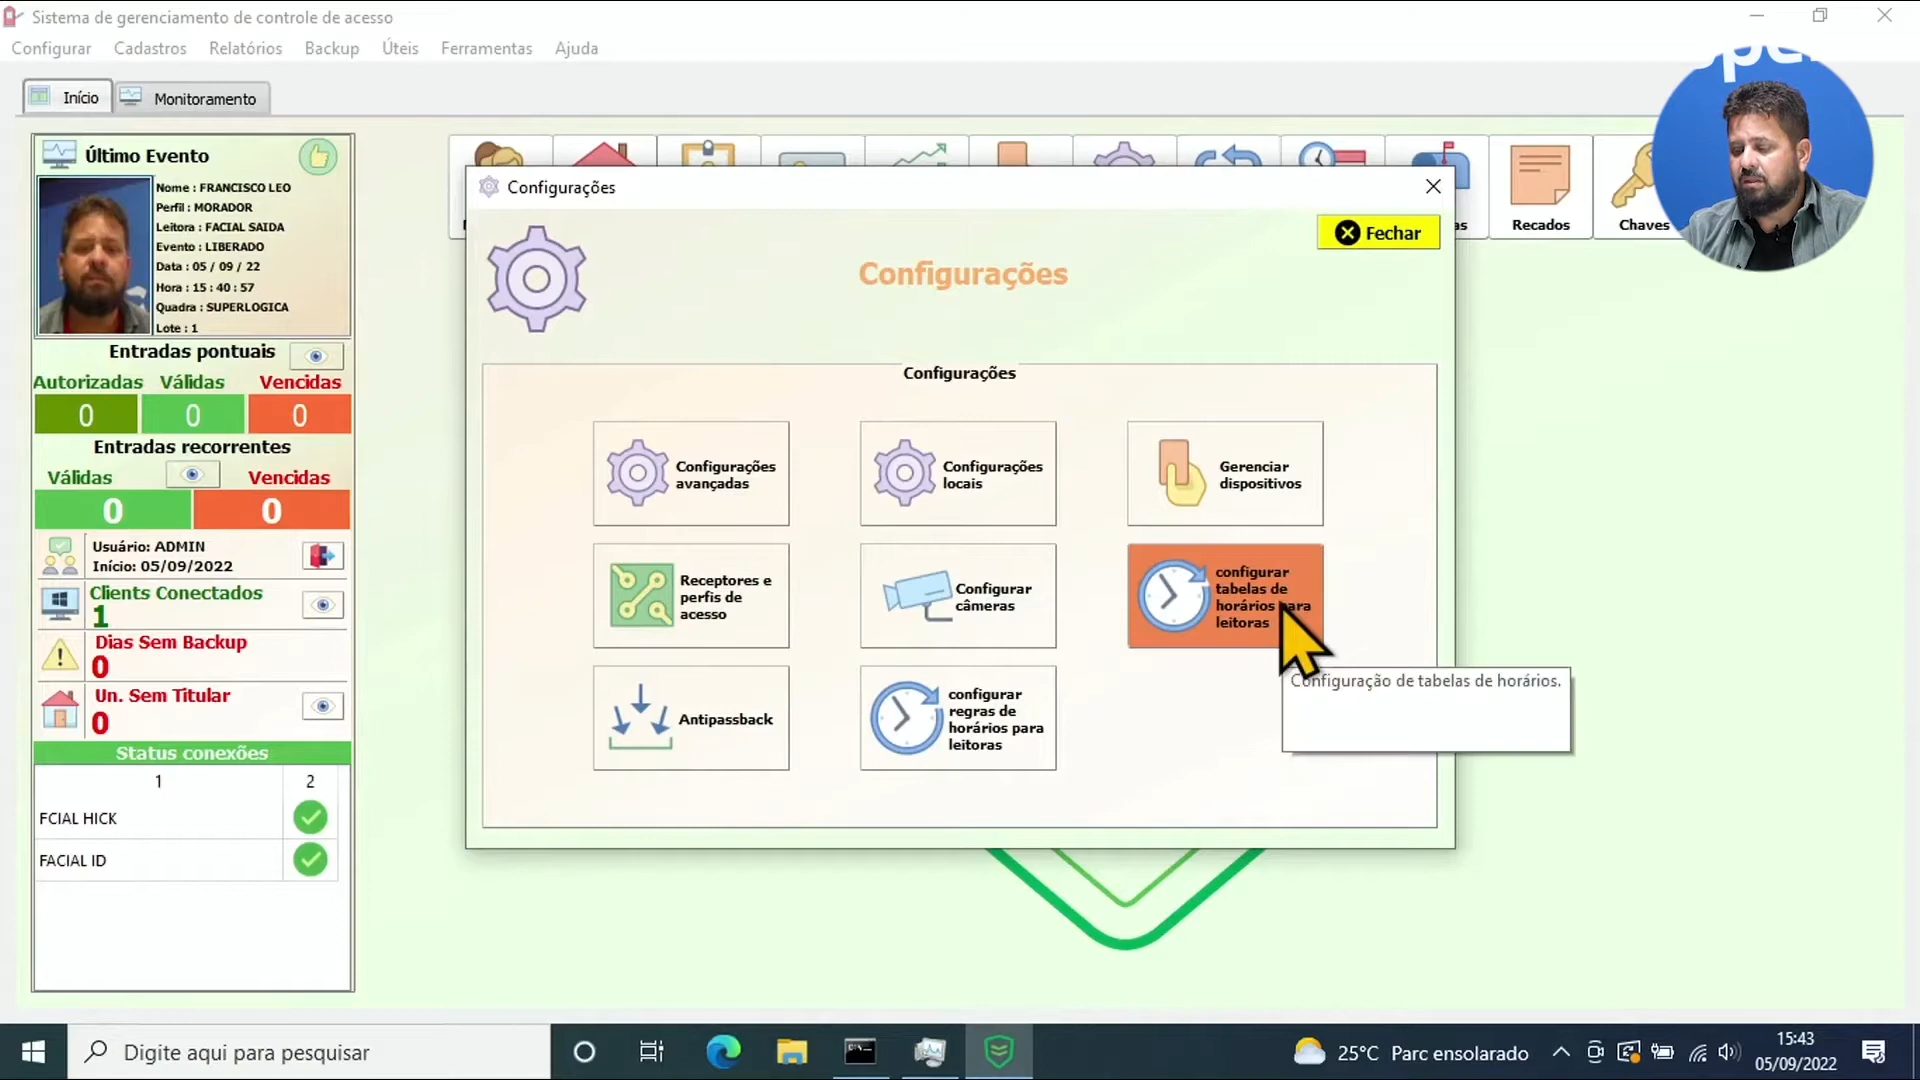 Sistema de gerenciamento de controle de acesso
Configurar Cadastros Relatórios Backup Úteis Ferramentas Ajuda
Início
Monitoramento
Último Evento
Nome : FRANCISCO LEO
Perfil : MORADOR
Leitora : FACIAL SAIDA
Evento : LIBERADO
Data : 05 / 09 / 22
Hora : 15 : 40 : 57
Quadra : SUPERLOGICA
Lote : 1
Entradas pontuais
Autorizadas Válidas Vencidas
0 0 0
Entradas recorrentes
Válidas Vencidas
0 0
Usuário: ADMIN
Início: 05/09/2022
Clients Conectados
1
Dias Sem Backup
0
Un. Sem Titular
0
Status conexões
1 2
FCIAL HICK
FACIAL ID
Recados
Chaves
as
Configurações
Fechar
Configurações
Configurações
Configurações
avançadas
Configurações
locais
Gerenciar
dispositivos
Receptores e
perfis de
acesso
Configurar
câmeras
configurar
tabelas de
horários para
leitoras
Antipassback
configurar
regras de
horários para
leitoras
Configuração de tabelas de horários.
Digite aqui para pesquisar
25°C Parc ensolarado
15:43
05/09/2022